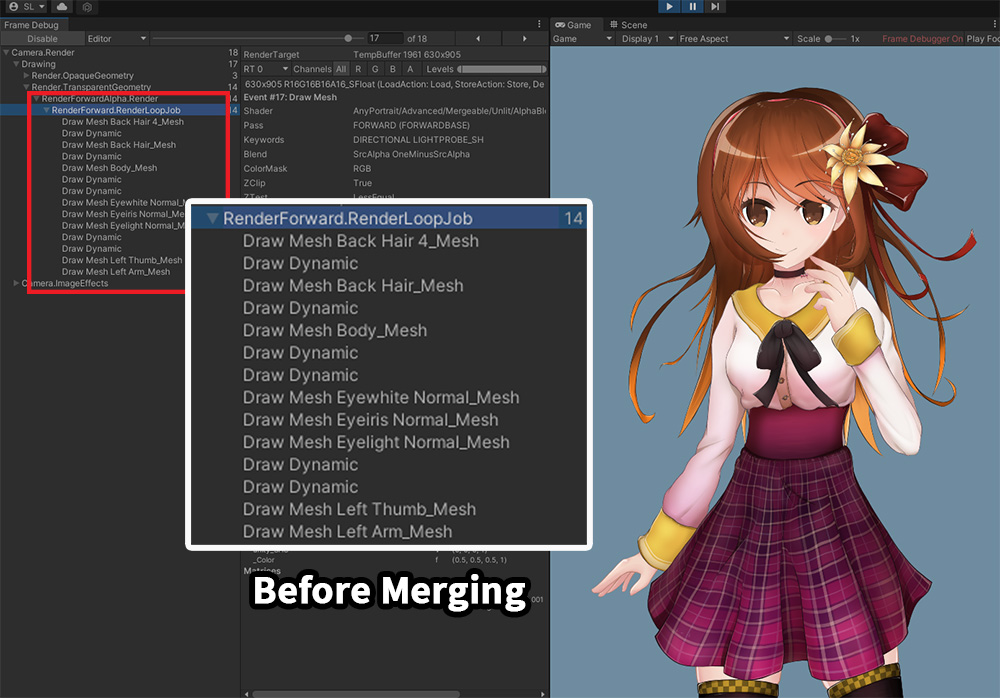 SL
Frame Debug
Disable
Editor
17
of 18
Camera.Render 18
Drawing 17
Render.OpaqueGeometry 3
Render.TransparentGeometry 14
RenderForwardAlpha.Render 14
RenderForward.RenderLoopJob 14
Draw Mesh Back Hair 4_Mesh
Draw Dynamic
Draw Mesh Back Hair_Mesh
Draw Dynamic
Draw Mesh Body_Mesh
Draw Dynamic
Draw Dynamic
Draw Mesh Eyewhite Normal_M
Draw Mesh Eyeiris Normal_Me
Draw Mesh Eyelight Normal_M
Draw Dynamic
Draw Dynamic
Draw Mesh Left Thumb_Mesh
Draw Mesh Left Arm_Mesh
Camera.ImageEffects
RenderTarget TempBuffer 1961 630x905
RT 0 Channels All R G B A Levels
630x905 R16G16B16A16_SFloat (LoadAction: Load, StoreAction: Store, De
Event #17: Draw Mesh
Shader AnyPortrait/Advanced/Mergeable/Unlit/AlphaBl
Pass FORWARD (FORWARDBASE)
Keywords DIRECTIONAL LIGHTPROBE_SH
Blend SrcAlpha OneMinusSrcAlpha
ColorMask RGB
ZClip True
ZTest LessEqual
RenderForward.RenderLoopJob 14
Draw Mesh Back Hair 4_Mesh
Draw Dynamic
Draw Mesh Back Hair_Mesh
Draw Dynamic
Draw Mesh Body_Mesh
Draw Dynamic
Draw Dynamic
Draw Mesh Eyewhite Normal_Mesh
Draw Mesh Eyeiris Normal_Mesh
Draw Mesh Eyelight Normal_Mesh
Draw Dynamic
Draw Dynamic
Draw Mesh Left Thumb_Mesh
Draw Mesh Left Arm_Mesh
_Color f (0.5, 0.5, 0.5, 1)
Matrices
001
Before Merging
Game Scene
Game Display 1 Free Aspect Scale 1x Frame Debugger On Play Foc